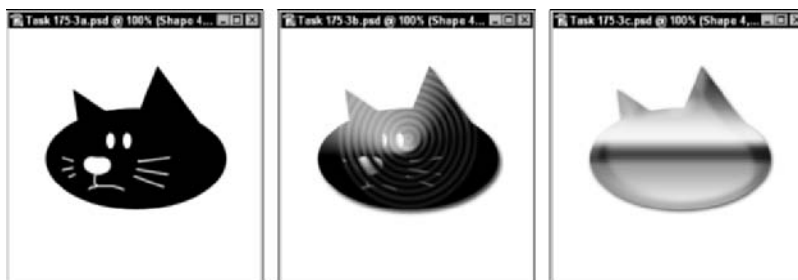 Task 175-3a.psd @ 100% (Shape 4...
Task 175-3b.psd @ 100% (Shape 4...
Task 175-3c.psd @ 100% (Shape 4,...